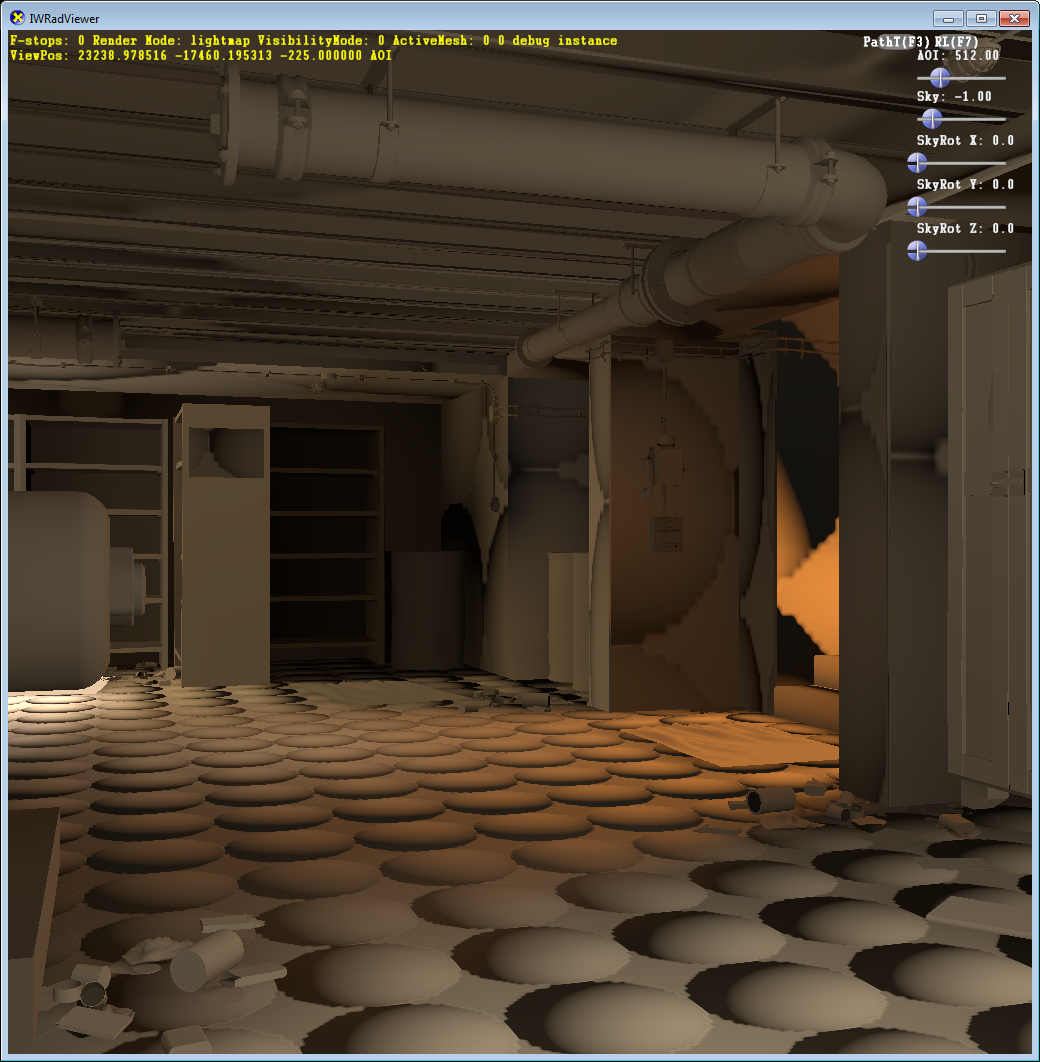 IWRadViewer
F-stops: 0 Render Mode: lightmap VisibilityMode: 0 ActiveMesh: 0 0 debug instance
ViewPos: 23238.978516 -17460.195313 -225.000000 AOI
PathT(F3) RL(F7)
AOI: 512.00
Sky: -1.00
SkyRot X: 0.0
SkyRot Y: 0.0
SkyRot Z: 0.0